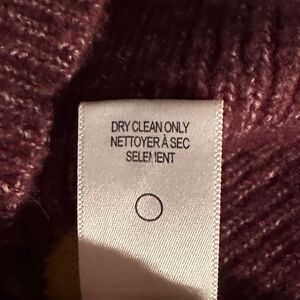 DRY CLEAN ONLY
NETTOYER À SEC
SELEMENT